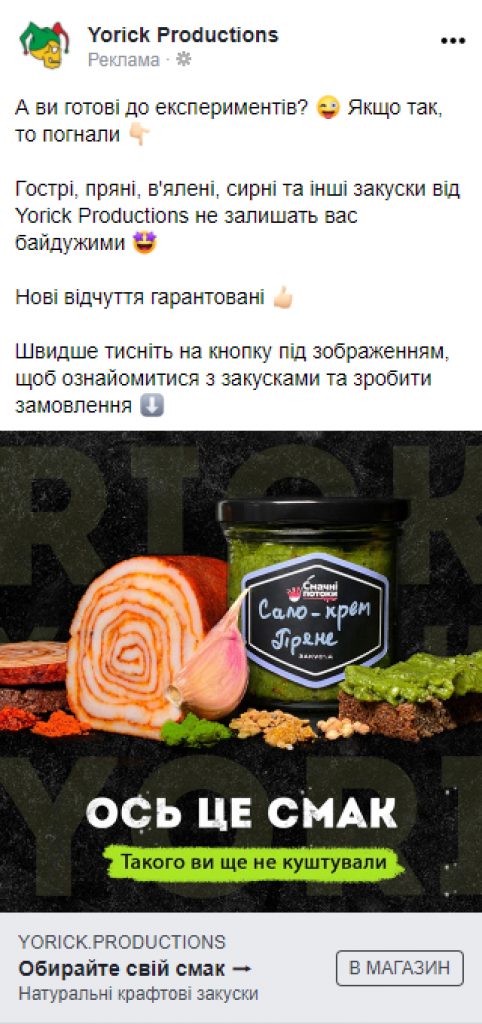 Yorick Productions
Реклама ·
А ви готові до експериментів? 😜 Якщо так,
то погнали 👇🏻
Гострі, пряні, в'ялені, сирні та інші закуски від
Yorick Productions не залишать вас
байдужими 🤩
Нові відчуття гарантовані 👍🏻
Швидше тисніть на кнопку під зображенням,
щоб ознайомитися з закусками та зробити
замовлення ⬇️
Смачні
потоки
Сало-крем
Пряне
ЗАКУСКА
ОСЬ ЦЕ СМАК
Такого ви ще не куштували
YORICK.PRODUCTIONS
Обирайте свій смак →
В МАГАЗИН
Натуральні крафтові закуски